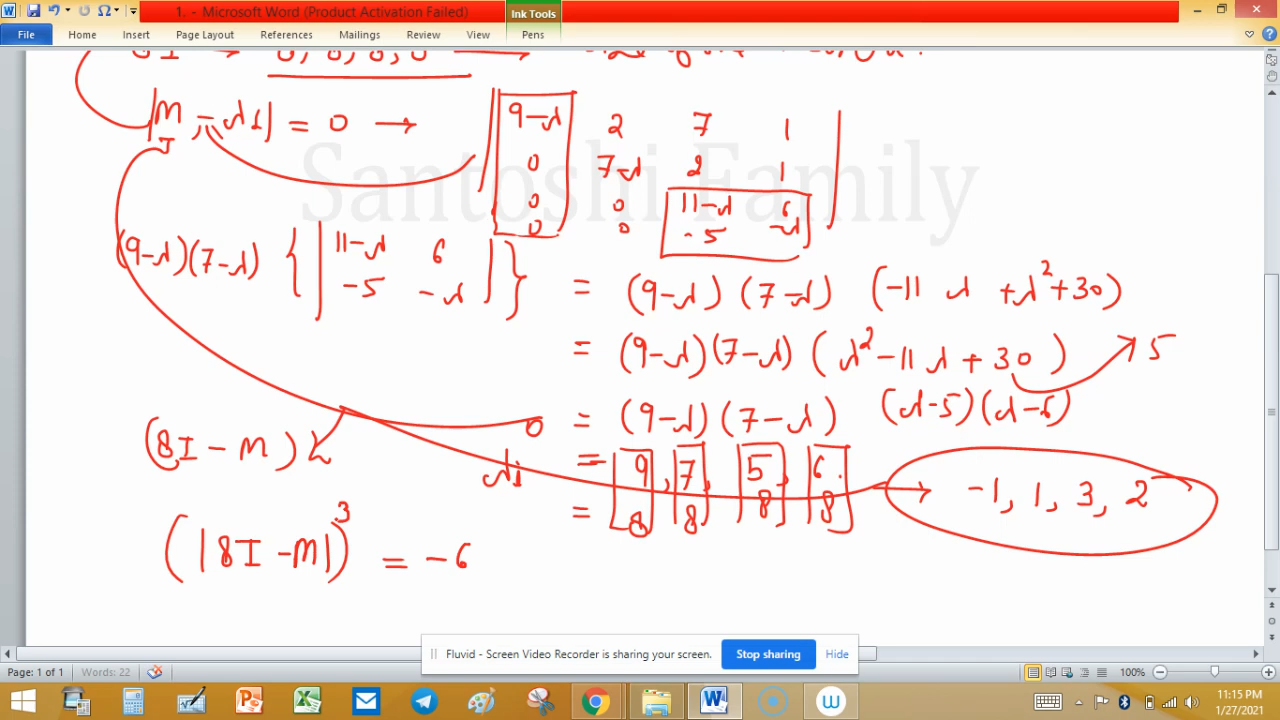 1. - Microsoft Word (Product Activation Failed)
Ink Tools
File Home Insert Page Layout References Mailings Review View Pens
|M - λI| = 0 →
9-λ 2 7 1
0 7-λ 2 1
0 0 11-λ 6
0 0 -5 -λ
Santoshi Family
(9-λ)(7-λ) { | 11-λ 6
-5 -λ | } = (9-λ) (7-λ) (-11 λ + λ² + 30)
= (9-λ)(7-λ) (λ² - 11 λ + 30) → 5
= (9-λ)(7-λ) (λ-5)(λ-6)
0
(8I - M)
λi = 9, 7, 5, 6.
= 8 8 8 8 → -1, 1, 3, 2
(|8I - M|)³ = -6
Fluvid - Screen Video Recorder is sharing your screen. Stop sharing Hide
Page: 1 of 1 Words: 22 100%
11:15 PM
1/27/2021